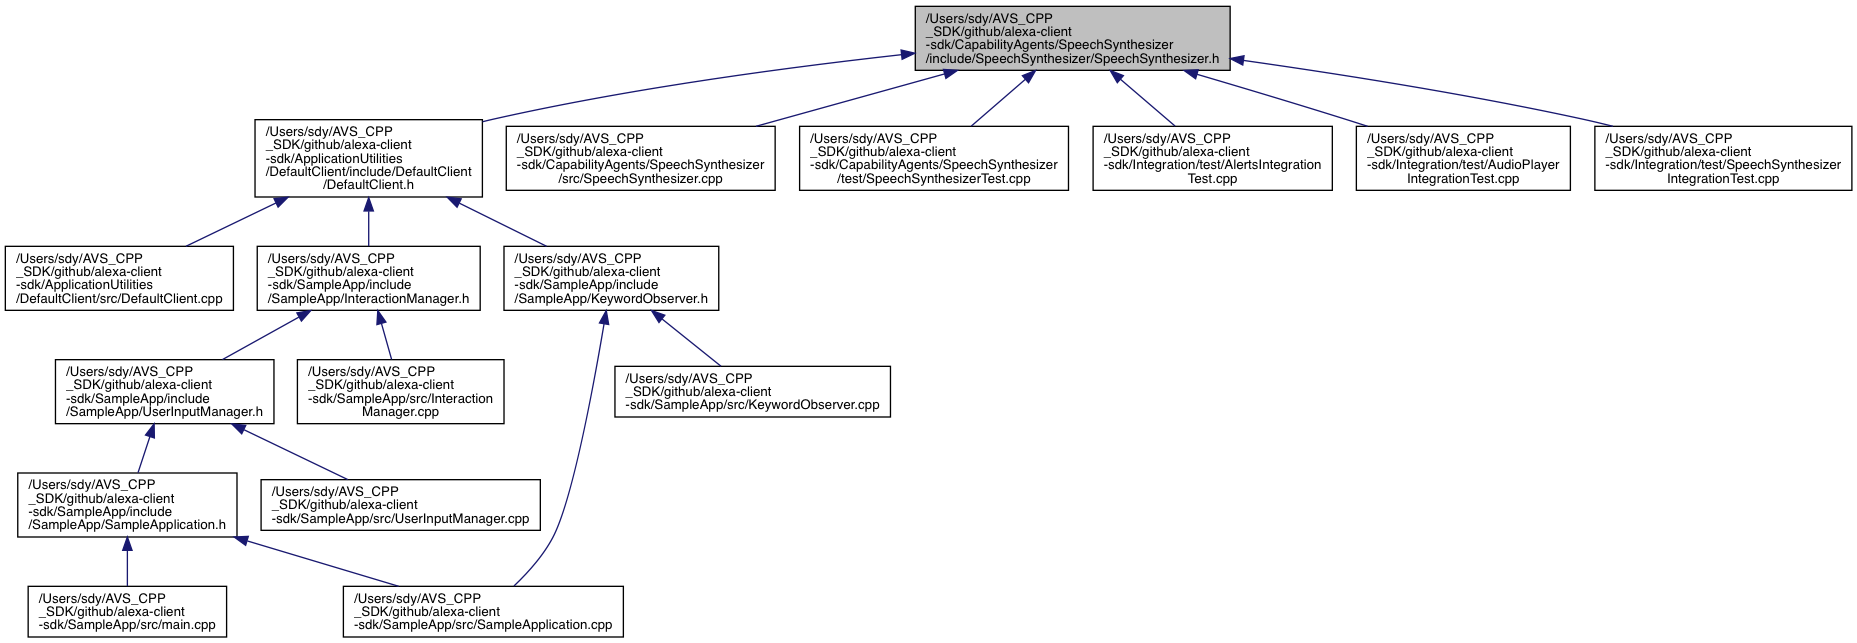 /Users/sdy/AVS_CPP
_SDK/github/alexa-client
-sdk/CapabilityAgents/SpeechSynthesizer
/include/SpeechSynthesizer/SpeechSynthesizer.h
/Users/sdy/AVS_CPP
_SDK/github/alexa-client
-sdk/ApplicationUtilities
/DefaultClient/include/DefaultClient
/DefaultClient.h
/Users/sdy/AVS_CPP
_SDK/github/alexa-client
-sdk/CapabilityAgents/SpeechSynthesizer
/src/SpeechSynthesizer.cpp
/Users/sdy/AVS_CPP
_SDK/github/alexa-client
-sdk/CapabilityAgents/SpeechSynthesizer
/test/SpeechSynthesizerTest.cpp
/Users/sdy/AVS_CPP
_SDK/github/alexa-client
-sdk/Integration/test/AlertsIntegration
Test.cpp
/Users/sdy/AVS_CPP
_SDK/github/alexa-client
-sdk/Integration/test/AudioPlayer
IntegrationTest.cpp
/Users/sdy/AVS_CPP
_SDK/github/alexa-client
-sdk/Integration/test/SpeechSynthesizer
IntegrationTest.cpp
/Users/sdy/AVS_CPP
_SDK/github/alexa-client
-sdk/ApplicationUtilities
/DefaultClient/src/DefaultClient.cpp
/Users/sdy/AVS_CPP
_SDK/github/alexa-client
-sdk/SampleApp/include
/SampleApp/InteractionManager.h
/Users/sdy/AVS_CPP
_SDK/github/alexa-client
-sdk/SampleApp/include
/SampleApp/KeywordObserver.h
/Users/sdy/AVS_CPP
_SDK/github/alexa-client
-sdk/SampleApp/include
/SampleApp/UserInputManager.h
/Users/sdy/AVS_CPP
_SDK/github/alexa-client
-sdk/SampleApp/src/Interaction
Manager.cpp
/Users/sdy/AVS_CPP
_SDK/github/alexa-client
-sdk/SampleApp/src/KeywordObserver.cpp
/Users/sdy/AVS_CPP
_SDK/github/alexa-client
-sdk/SampleApp/include
/SampleApp/SampleApplication.h
/Users/sdy/AVS_CPP
_SDK/github/alexa-client
-sdk/SampleApp/src/UserInputManager.cpp
/Users/sdy/AVS_CPP
_SDK/github/alexa-client
-sdk/SampleApp/src/main.cpp
/Users/sdy/AVS_CPP
_SDK/github/alexa-client
-sdk/SampleApp/src/SampleApplication.cpp